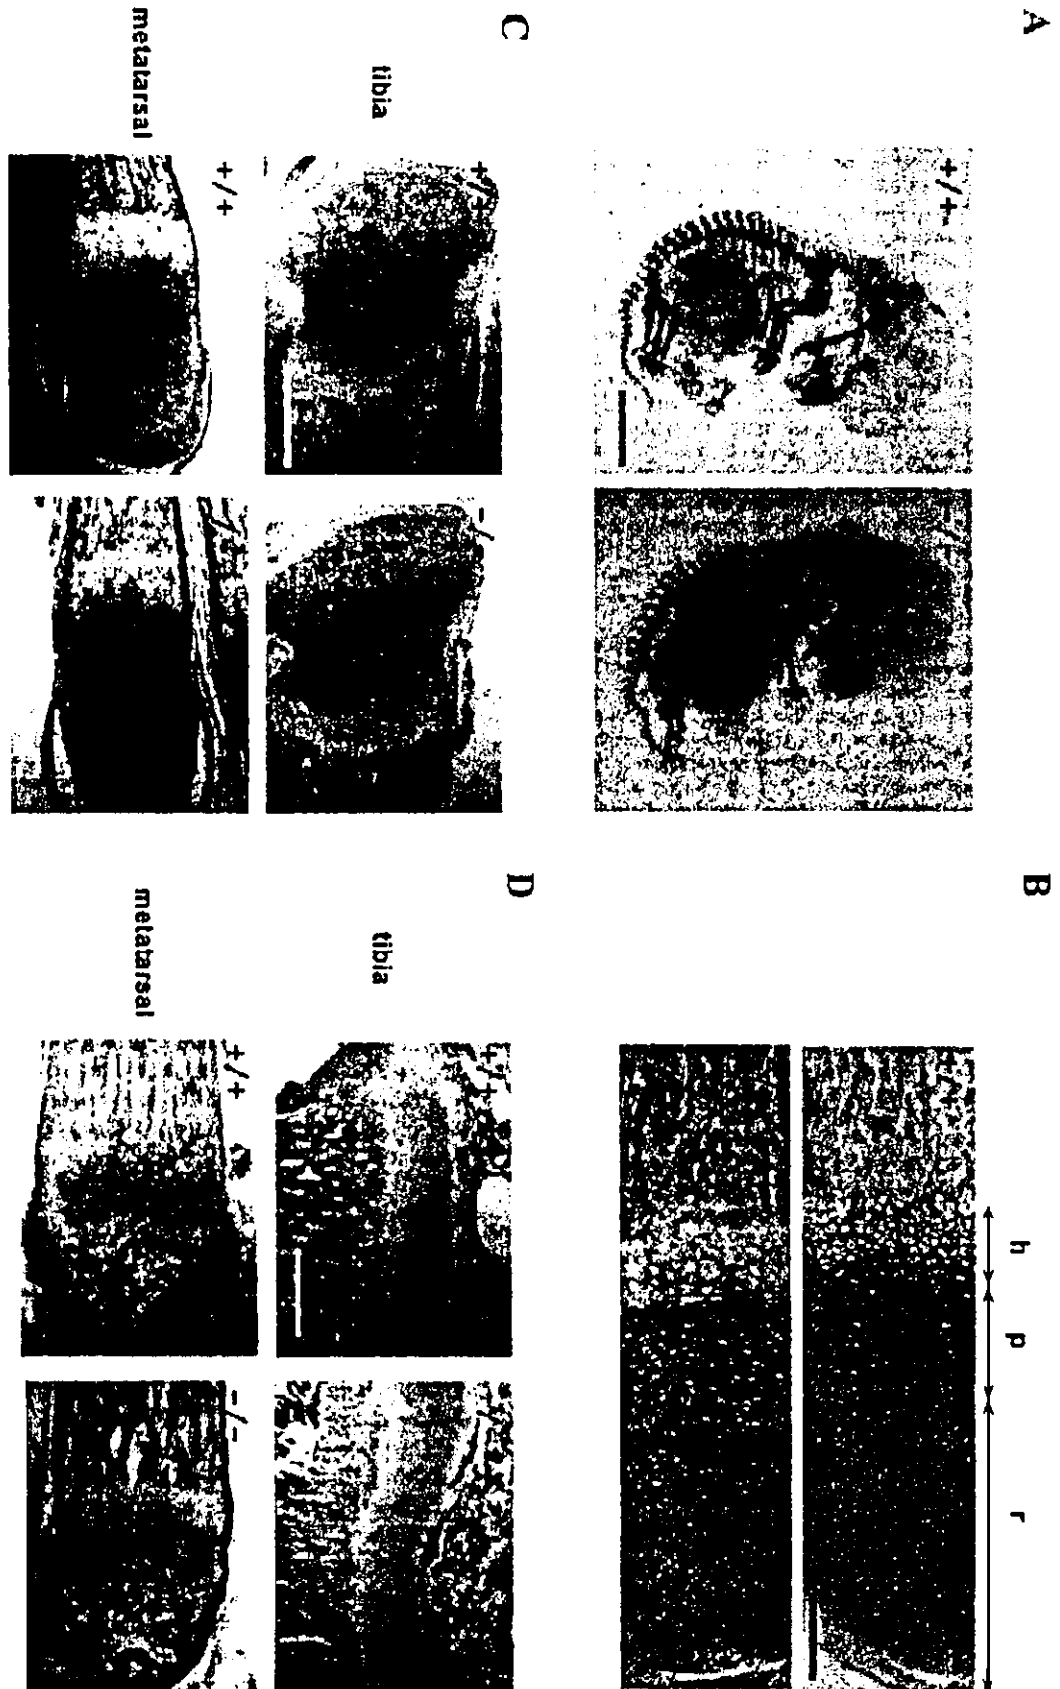 A
+/+
B
h
p
r
C
tibia
+/+
-/
metatarsal
+/+
D
tibia
+/+
metatarsal
+/+
-/-